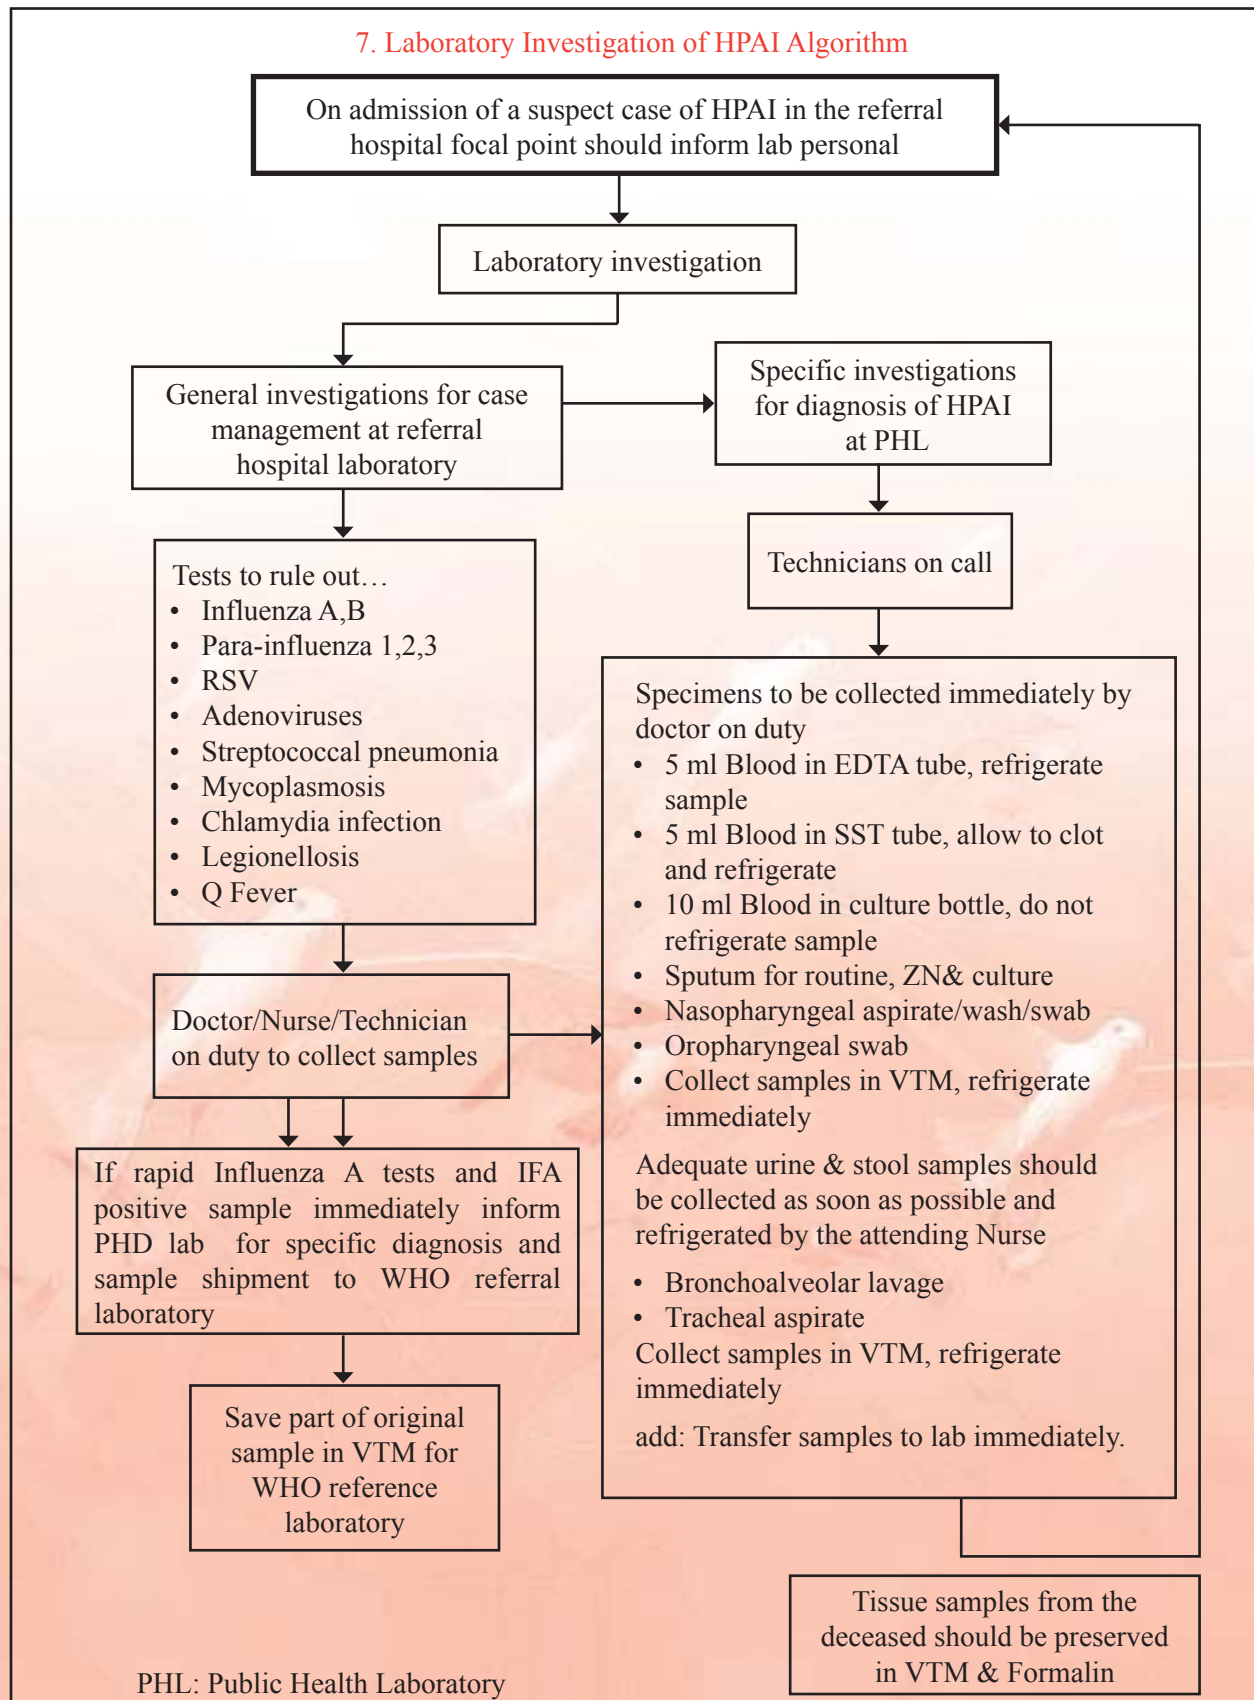 7. Laboratory Investigation of HPAI Algorithm
On admission of a suspect case of HPAI in the referral
hospital focal point should inform lab personal
Laboratory investigation
General investigations for case
management at referral
hospital laboratory
Specific investigations
for diagnosis of HPAI
at PHL
Technicians on call
Tests to rule out…
• Influenza A,B
• Para-influenza 1,2,3
• RSV
• Adenoviruses
• Streptococcal pneumonia
• Mycoplasmosis
• Chlamydia infection
• Legionellosis
• Q Fever
Doctor/Nurse/Technician
on duty to collect samples
If rapid Influenza A tests and IFA
positive sample immediately inform
PHD lab for specific diagnosis and
sample shipment to WHO referral
laboratory
Save part of original
sample in VTM for
WHO reference
laboratory
Specimens to be collected immediately by
doctor on duty
• 5 ml Blood in EDTA tube, refrigerate
sample
• 5 ml Blood in SST tube, allow to clot
and refrigerate
• 10 ml Blood in culture bottle, do not
refrigerate sample
• Sputum for routine, ZN& culture
• Nasopharyngeal aspirate/wash/swab
• Oropharyngeal swab
• Collect samples in VTM, refrigerate
immediately
Adequate urine & stool samples should
be collected as soon as possible and
refrigerated by the attending Nurse
• Bronchoalveolar lavage
• Tracheal aspirate
Collect samples in VTM, refrigerate
immediately
add: Transfer samples to lab immediately.
Tissue samples from the
deceased should be preserved
in VTM & Formalin
PHL: Public Health Laboratory